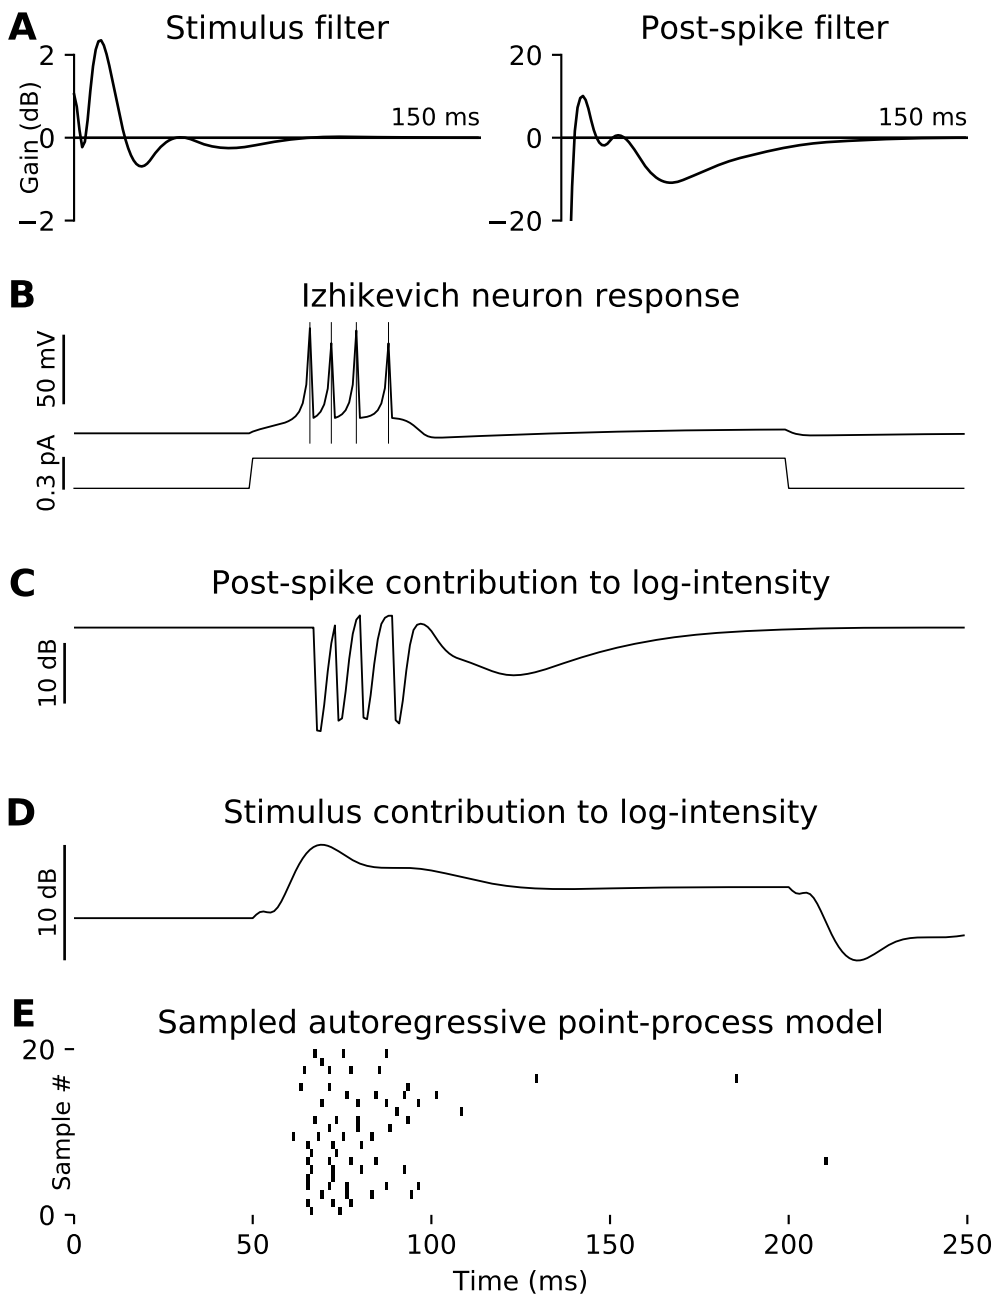 A
Stimulus filter
Post-spike filter
2
0
−2
Gain (dB)
150 ms
20
0
−20
150 ms
B
Izhikevich neuron response
50 mV
0.3 pA
C
Post-spike contribution to log-intensity
10 dB
D
Stimulus contribution to log-intensity
10 dB
E
Sampled autoregressive point-process model
20
Sample #
0
0 50 100 150 200 250
Time (ms)